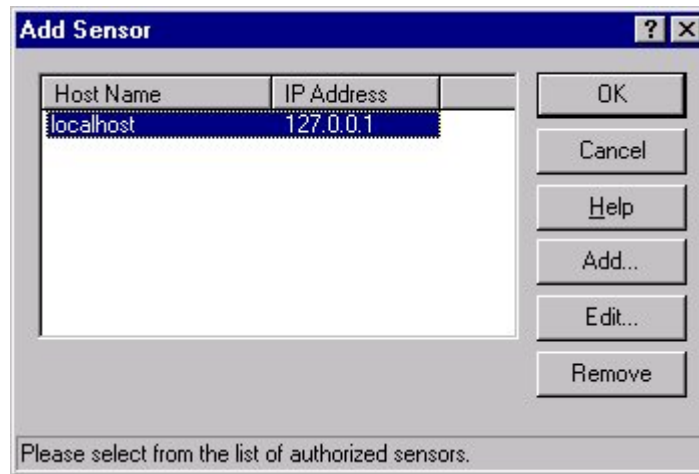 Add Sensor
Host Name IP Address
localhost 127.0.0.1
OK
Cancel
Help
Add...
Edit...
Remove
Please select from the list of authorized sensors.